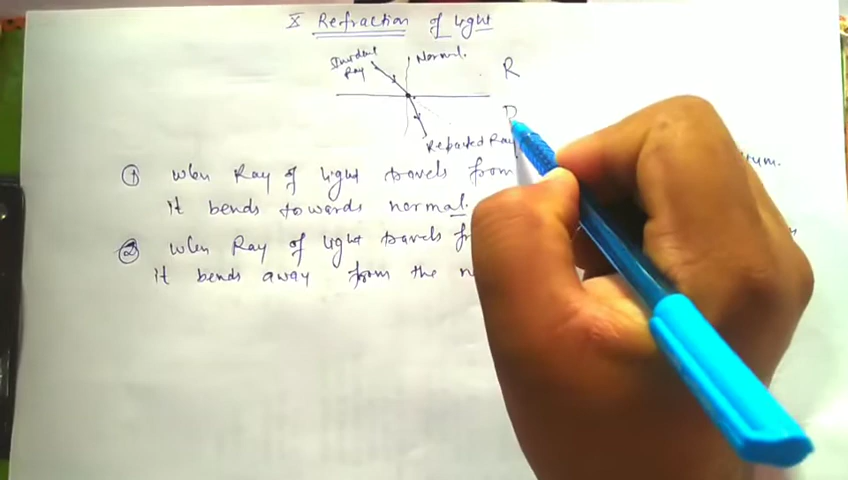 X Refraction of light
Incident
Ray
Normal.
R
D
Refracted Ray
① when Ray of light travels from
it bends towards normal.
② when Ray of light travels
it bends away from the